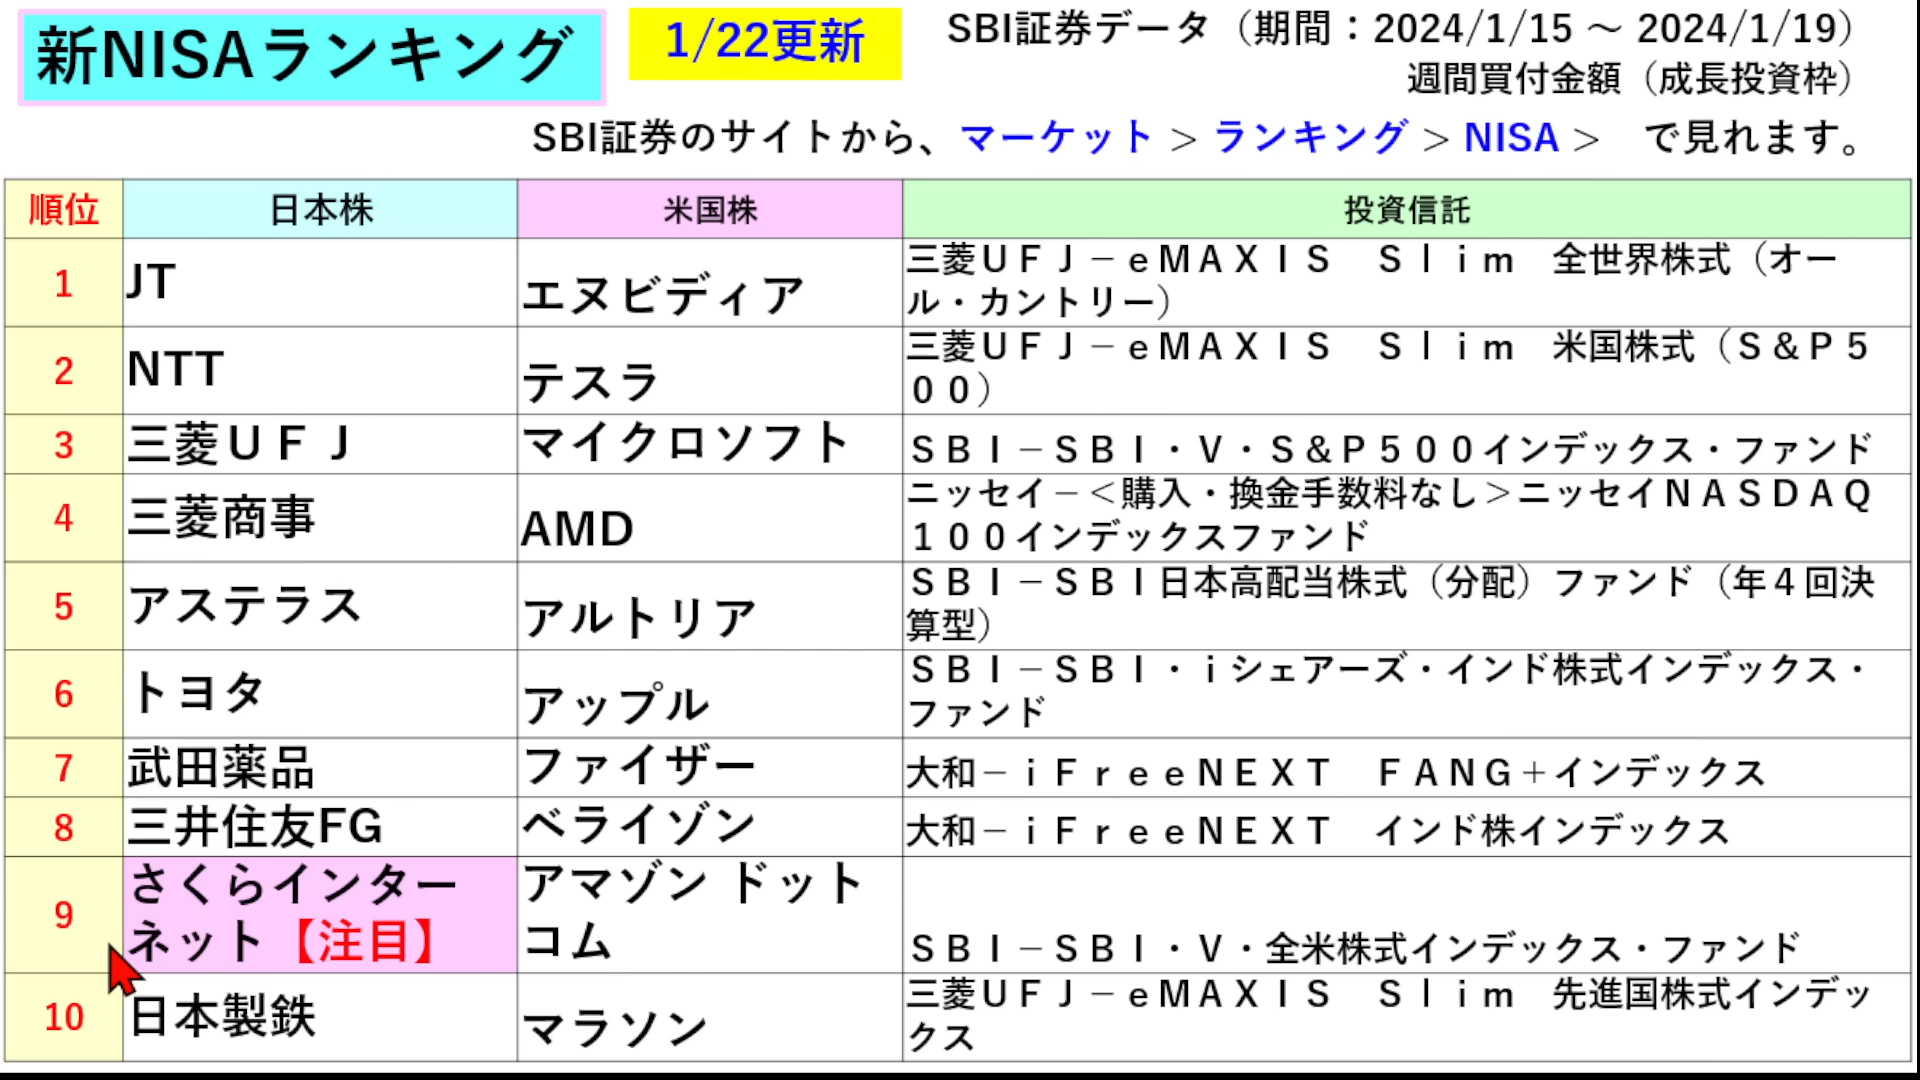 新NISAランキング
1/22更新
SBI証券データ（期間：2024/1/15 ～ 2024/1/19）
週間買付金額（成長投資枠）
SBI証券のサイトから、マーケット > ランキング > NISA >　で見れます。
順位 日本株 米国株 投資信託
1 JT エヌビディア 三菱ＵＦＪ－ｅＭＡＸＩＳ　Ｓｌｉｍ　全世界株式（オー
ル・カントリー）
2 NTT テスラ 三菱ＵＦＪ－ｅＭＡＸＩＳ　Ｓｌｉｍ　米国株式（Ｓ＆Ｐ５
００）
3 三菱ＵＦＪ マイクロソフト ＳＢＩ－ＳＢＩ・Ｖ・Ｓ＆Ｐ５００インデックス・ファンド
4 三菱商事 AMD ニッセイ－＜購入・換金手数料なし＞ニッセイＮＡＳＤＡＱ
１００インデックスファンド
5 アステラス アルトリア ＳＢＩ－ＳＢＩ日本高配当株式（分配）ファンド（年４回決
算型）
6 トヨタ アップル ＳＢＩ－ＳＢＩ・ｉシェアーズ・インド株式インデックス・
ファンド
7 武田薬品 ファイザー 大和－ｉＦｒｅｅＮＥＸＴ　ＦＡＮＧ＋インデックス
8 三井住友FG ベライゾン 大和－ｉＦｒｅｅＮＥＸＴ　インド株インデックス
9 さくらインター
ネット【注目】 アマゾン ドット
コム ＳＢＩ－ＳＢＩ・Ｖ・全米株式インデックス・ファンド
10 日本製鉄 マラソン 三菱ＵＦＪ－ｅＭＡＸＩＳ　Ｓｌｉｍ　先進国株式インデッ
クス